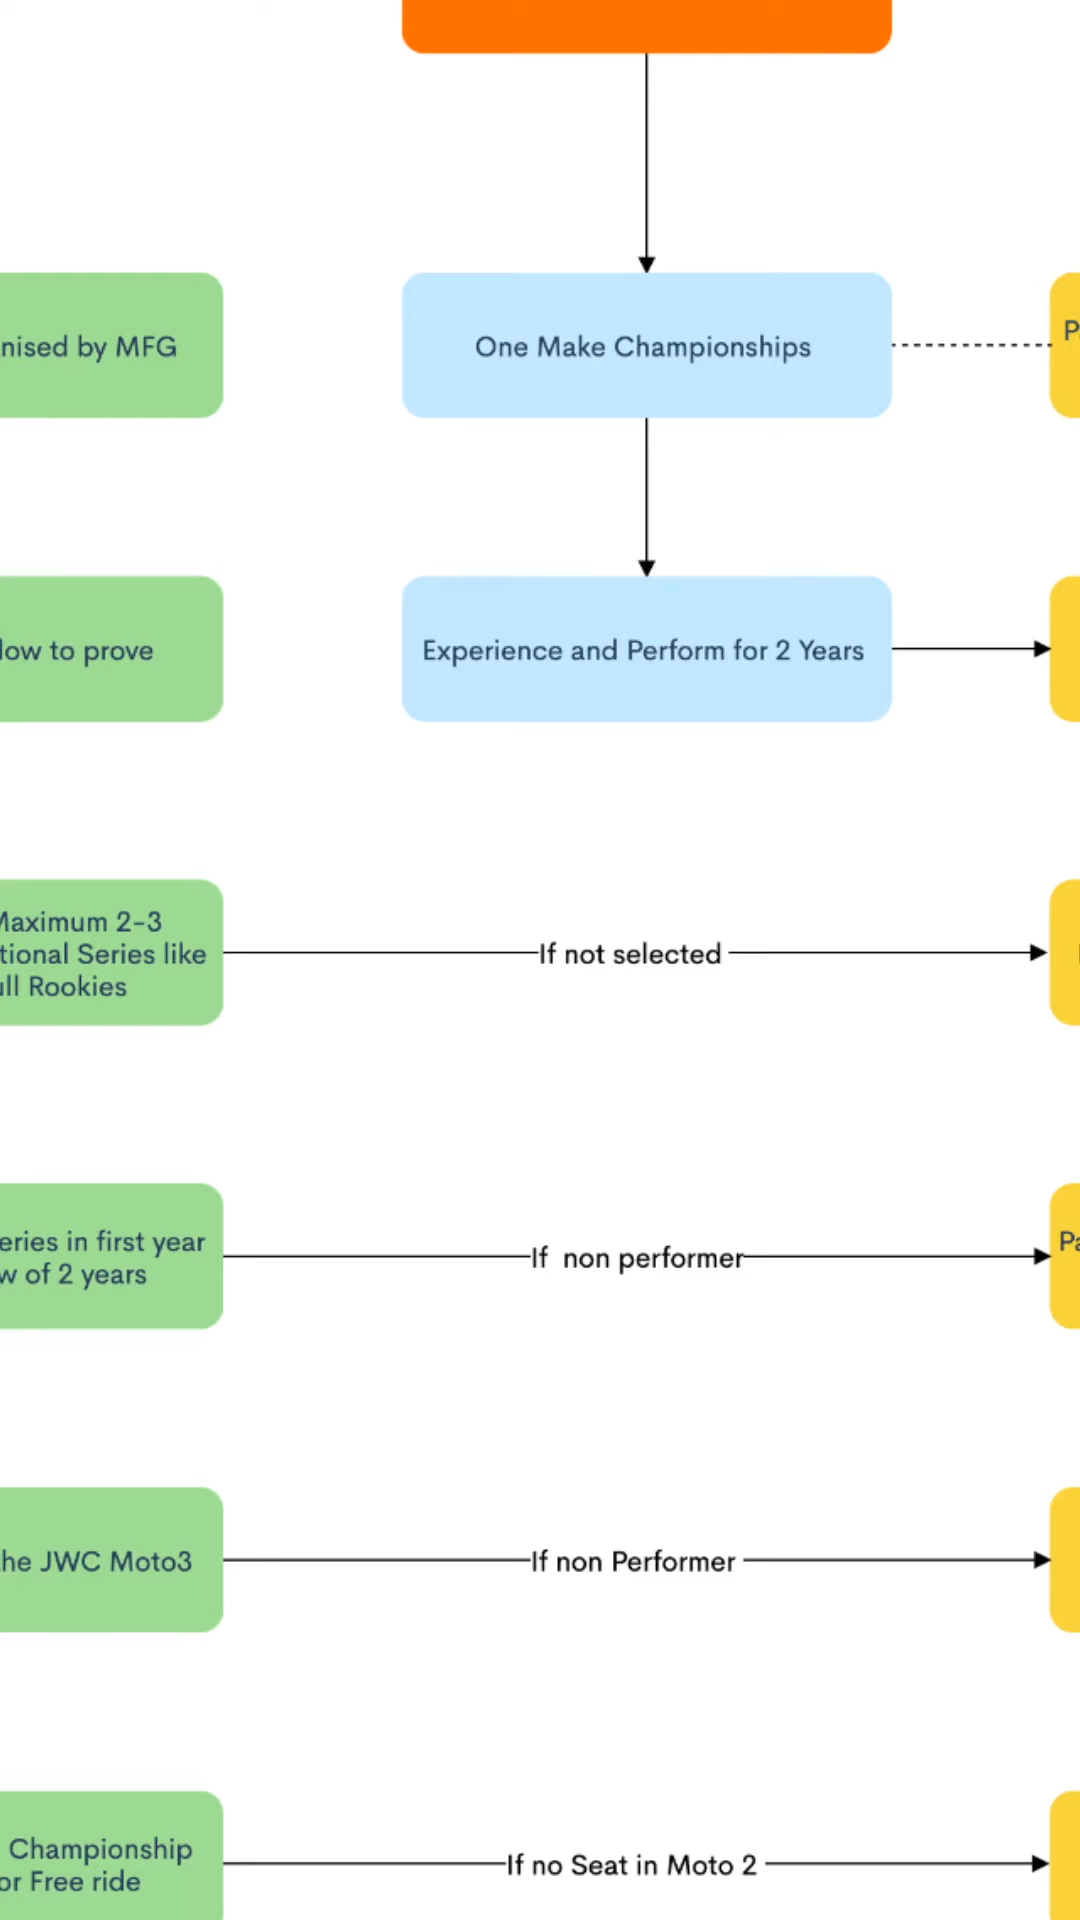 nised by MFG
One Make Championships
low to prove
Experience and Perform for 2 Years
Maximum 2-3
tional Series like
ull Rookies
If not selected
eries in first year
w of 2 years
If  non performer
he JWC Moto3
If non Performer
Championship
or Free ride
If no Seat in Moto 2